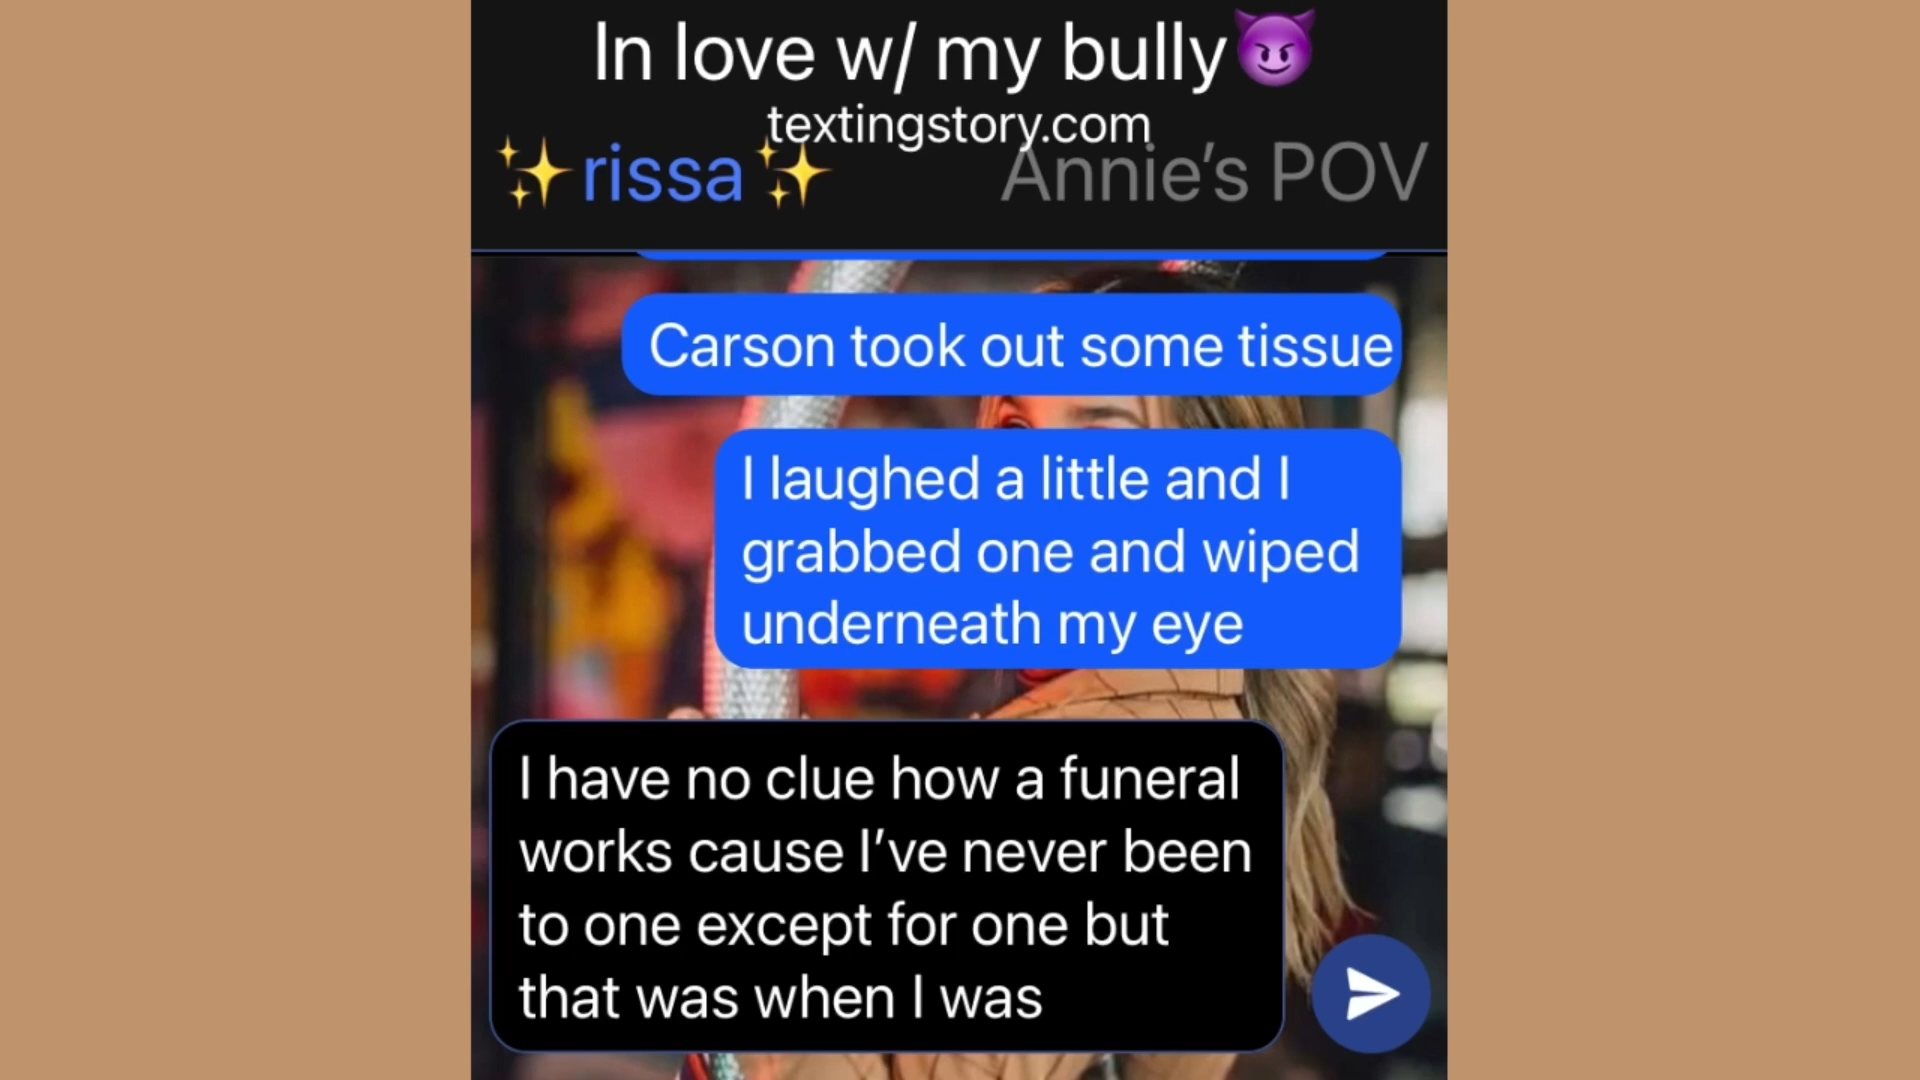 In love w/ my bully😈
textingstory.com
✨rissa✨ Annie’s POV
Carson took out some tissue
I laughed a little and I
grabbed one and wiped
underneath my eye
I have no clue how a funeral
works cause I’ve never been
to one except for one but
that was when I was